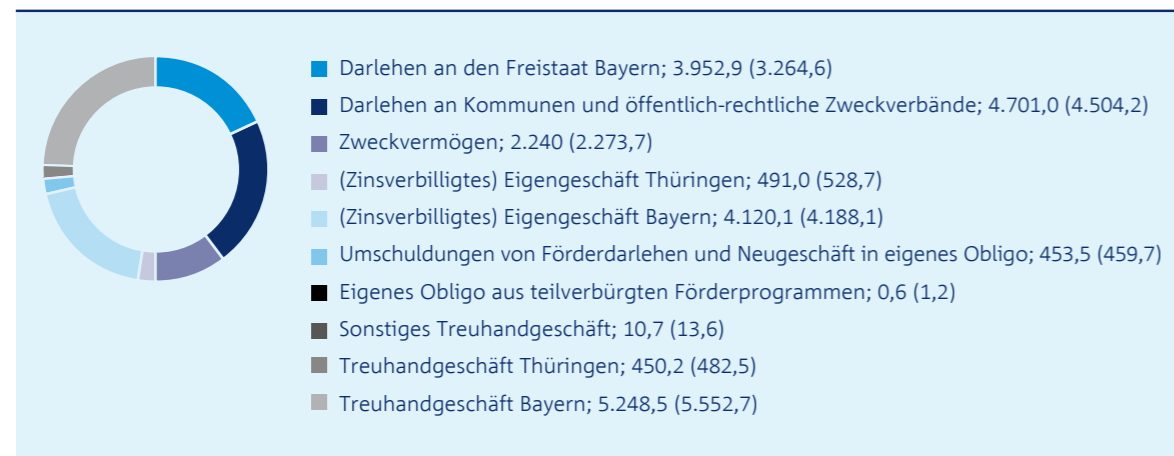 Darlehen an den Freistaat Bayern; 3.952,9 (3.264,6)
Darlehen an Kommunen und öffentlich-rechtliche Zweckverbände; 4.701,0 (4.504,2)
Zweckvermögen; 2.240 (2.273,7)
(Zinsverbilligtes) Eigengeschäft Thüringen; 491,0 (528,7)
(Zinsverbilligtes) Eigengeschäft Bayern; 4.120,1 (4.188,1)
Umschuldungen von Förderdarlehen und Neugeschäft in eigenes Obligo; 453,5 (459,7)
Eigenes Obligo aus teilverbürgten Förderprogrammen; 0,6 (1,2)
Sonstiges Treuhandgeschäft; 10,7 (13,6)
Treuhandgeschäft Thüringen; 450,2 (482,5)
Treuhandgeschäft Bayern; 5.248,5 (5.552,7)